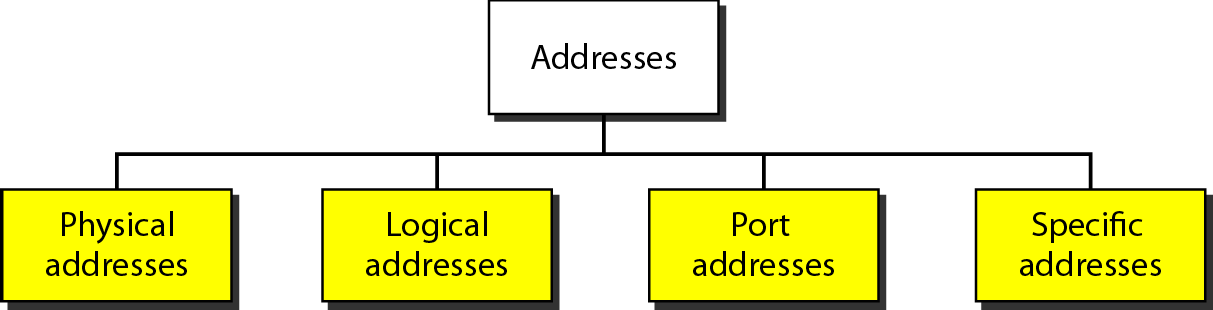 Addresses
Physical
addresses
Logical
addresses
Port
addresses
Specific
addresses